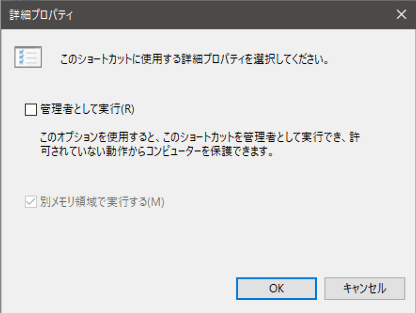 詳細プロパティ
このショートカットに使用する詳細プロパティを選択してください。
管理者として実行(R)
このオプションを使用すると、このショートカットを管理者として実行でき、許
可されていない動作からコンピューターを保護できます。
別メモリ領域で実行する(M)
OK キャンセル